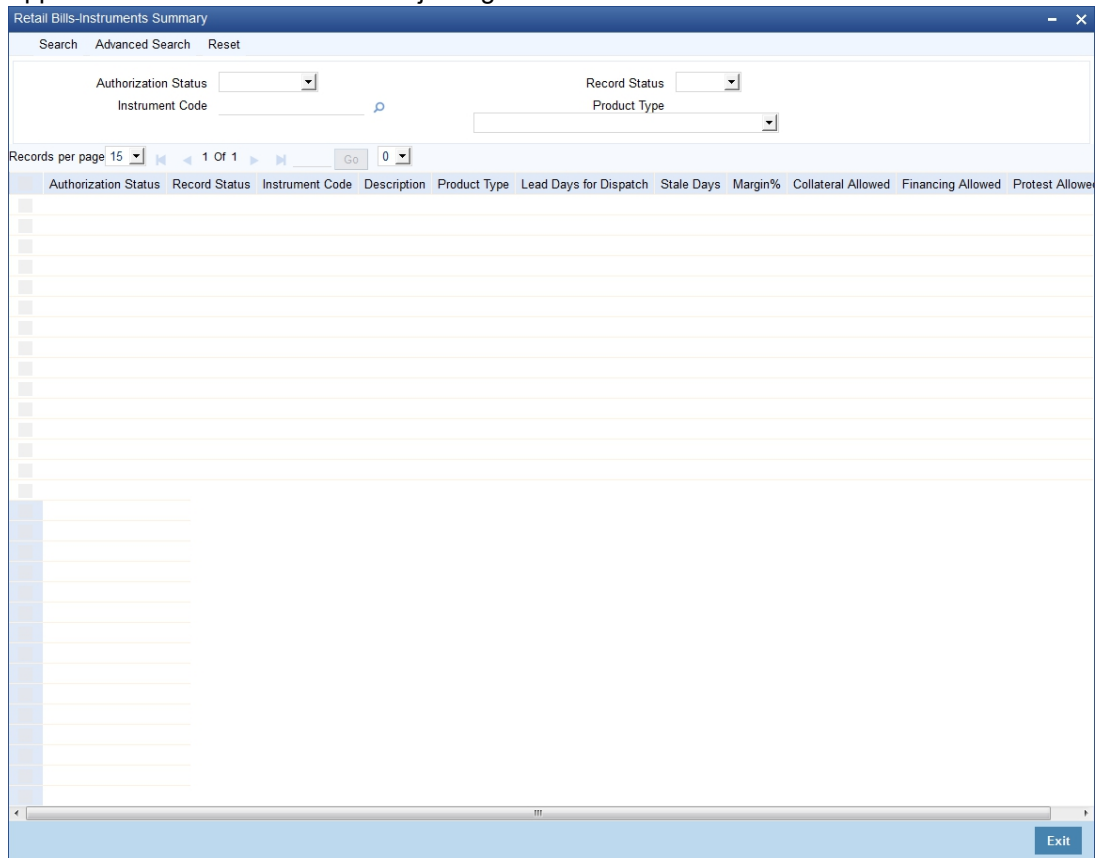 Retail Bills-Instruments Summary
Search Advanced Search Reset
Authorization Status Record Status
Instrument Code Product Type
Records per page 15 1 Of 1 Go 0
Authorization Status Record Status Instrument Code Description Product Type Lead Days for Dispatch Stale Days Margin% Collateral Allowed Financing Allowed Protest Allowe
Exit